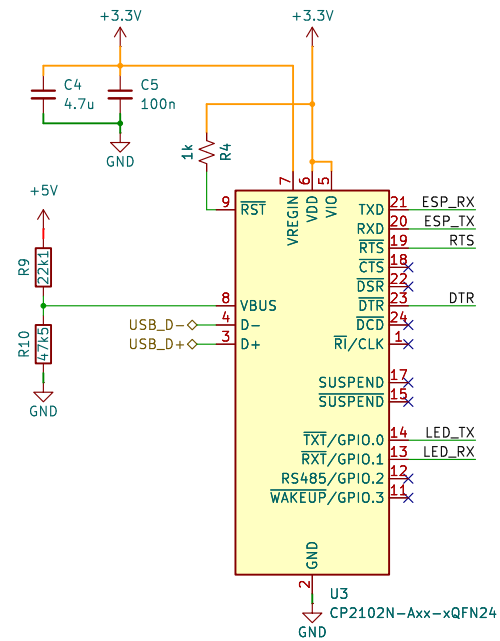 +3.3V +3.3V
C4 C5
4.7u 100n
GND
1k R4
+5V
7 6 5
VREGIN VDD VIO
9 RST TXD 21 ESP_RX
RXD 20 ESP_TX
RTS 19 RTS
CTS 18
DSR 22
R9 22k1
8 VBUS DTR 23 DTR
USB_D- 4 D- DCD 24
USB_D+ 3 D+ RI/CLK 1
R10 47k5
SUSPEND 17
SUSPEND 15
GND
TXT/GPIO.0 14 LED_TX
RXT/GPIO.1 13 LED_RX
RS485/GPIO.2 12
WAKEUP/GPIO.3 11
GND
2
U3
CP2102N-Axx-xQFN24
GND